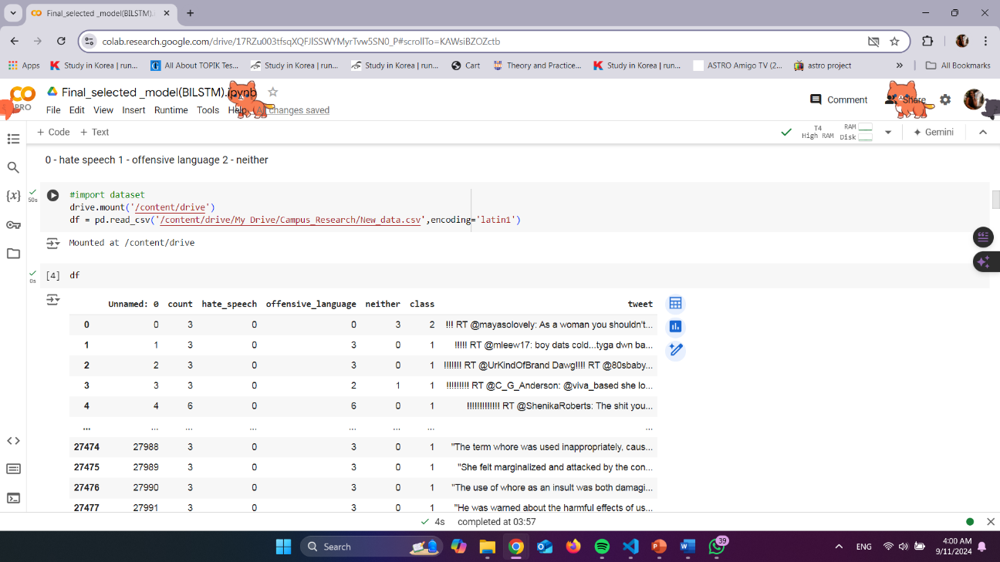 Final_selected _model(BILSTM).i
colab.research.google.com/drive/17RZu003tfsqXQFJlSSWYMyrTvw5SN0_P#scrollTo=KAWsiBZOZctb
Apps Study in Korea | run... All About TOPIK Tes... Study in Korea | run... Study in Korea | run... Cart Theory and Practice... Study in Korea | run... ASTRO Amigo TV (2... astro project » All Bookmarks
CO PRO Final_selected _model(BILSTM).ipynb
File Edit View Insert Runtime Tools Help All changes saved
Comment Share
+ Code + Text T4 High RAM RAM Disk Gemini
0 - hate speech 1 - offensive language 2 - neither
50s
#import dataset
drive.mount('/content/drive')
df = pd.read_csv('/content/drive/My Drive/Campus_Research/New_data.csv',encoding='latin1')
Mounted at /content/drive
0s
[4] df
Unnamed: 0 count hate_speech offensive_language neither class tweet
0 0 3 0 0 3 2 !!! RT @mayasolovely: As a woman you shouldn't...
1 1 3 0 3 0 1 !!!!! RT @mleew17: boy dats cold...tyga dwn ba...
2 2 3 0 3 0 1 !!!!!!! RT @UrKindOfBrand Dawg!!!! RT @80sbaby...
3 3 3 0 2 1 1 !!!!!!!!! RT @C_G_Anderson: @viva_based she lo...
4 4 6 0 6 0 1 !!!!!!!!!!!!! RT @ShenikaRoberts: The shit you...
... ... ... ... ... ... ... ...
27474 27988 3 0 3 0 1 "The term whore was used inappropriately, caus...
27475 27989 3 0 3 0 1 "She felt marginalized and attacked by the con...
27476 27990 3 0 3 0 1 "The use of whore as an insult was both damagi...
27477 27991 3 0 3 0 1 "He was warned about the harmful effects of us...
4s completed at 03:57
Search
39
ENG
4:00 AM
9/11/2024